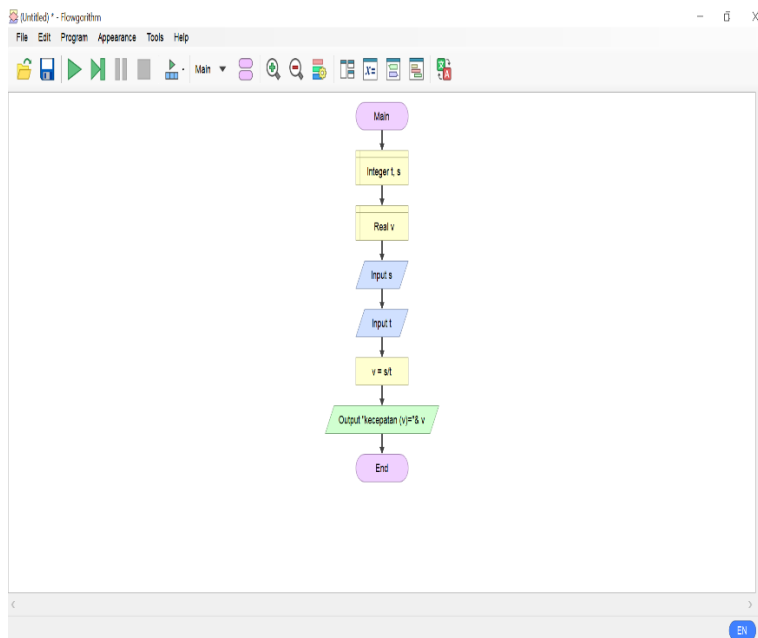 (Untitled) * - Flowgorithm
File Edit Program Appearance Tools Help
Main
Main
Integer t, s
Real v
Input s
Input t
v = s/t
Output "kecepatan (v)="& v
End
EN